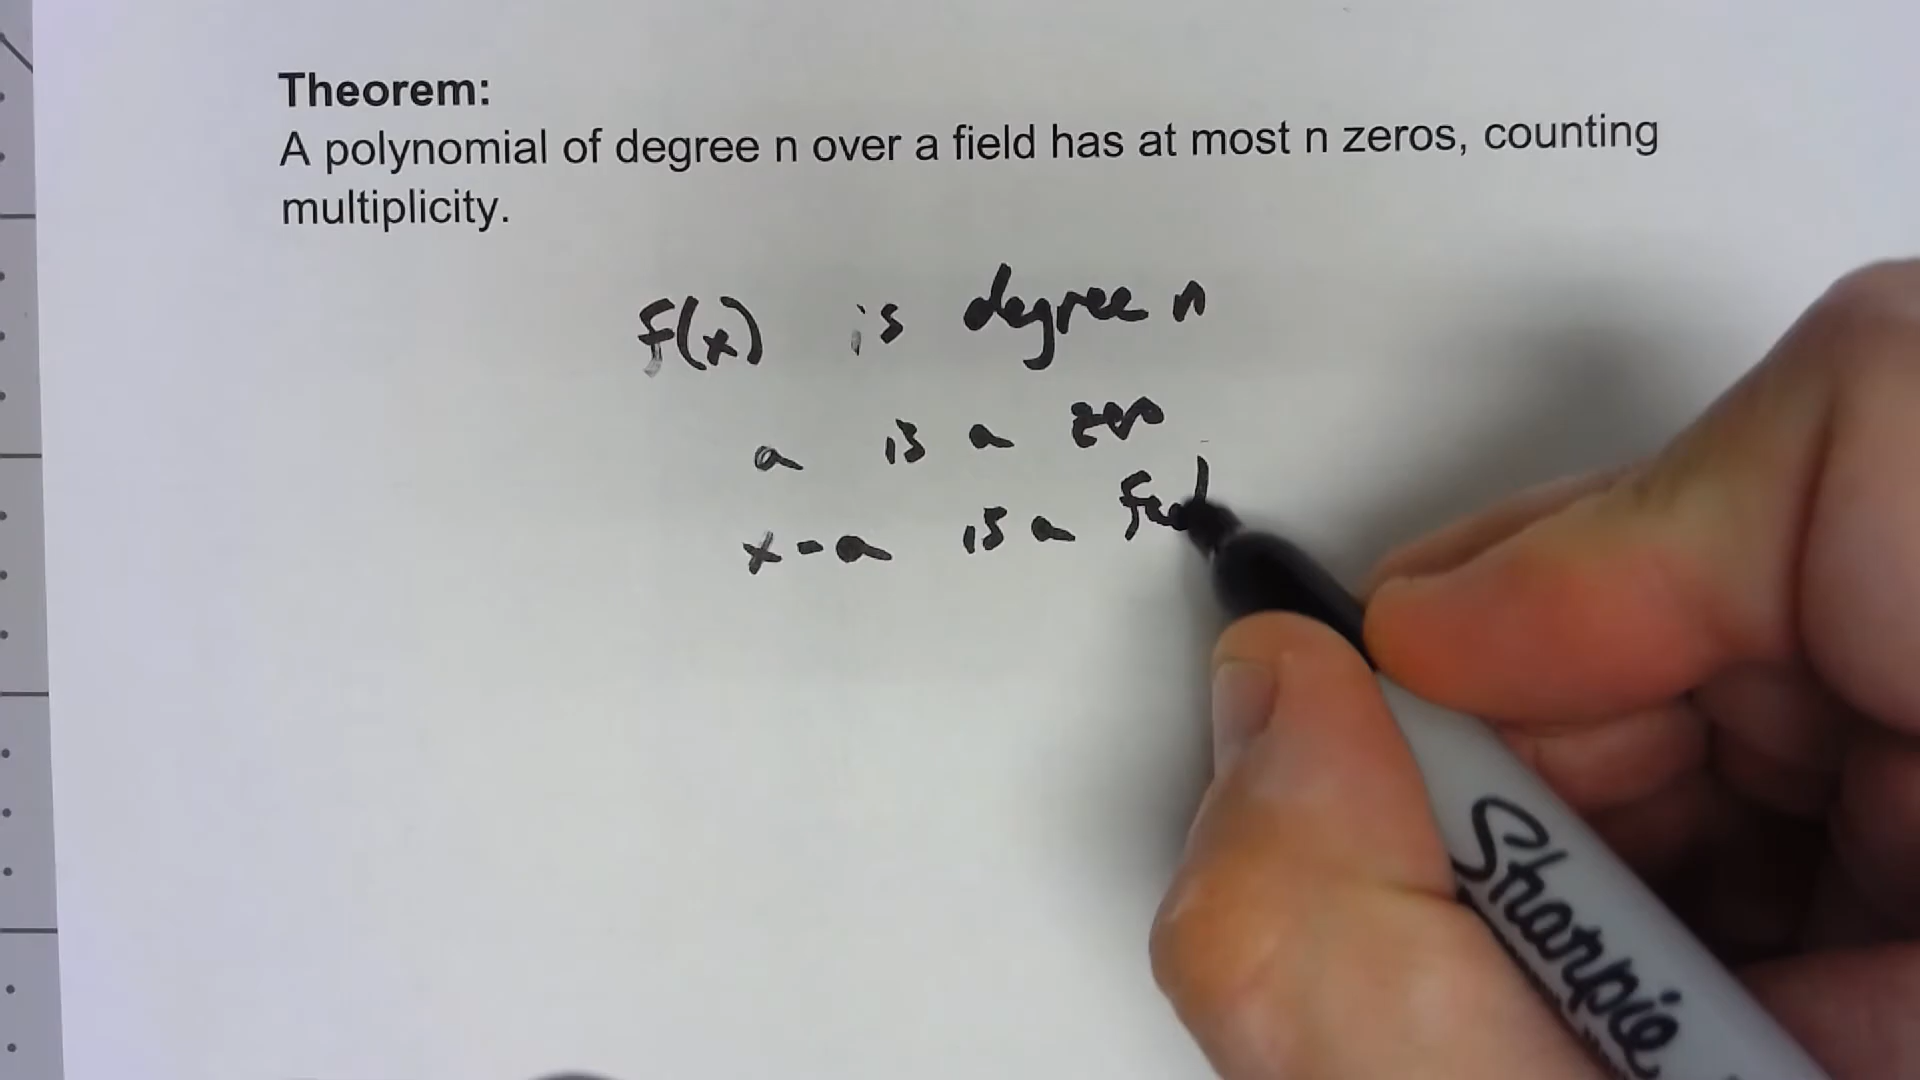 Theorem:
A polynomial of degree n over a field has at most n zeros, counting
multiplicity.
f(x) is degree n
a is a zero
x-a is a
Sharpie